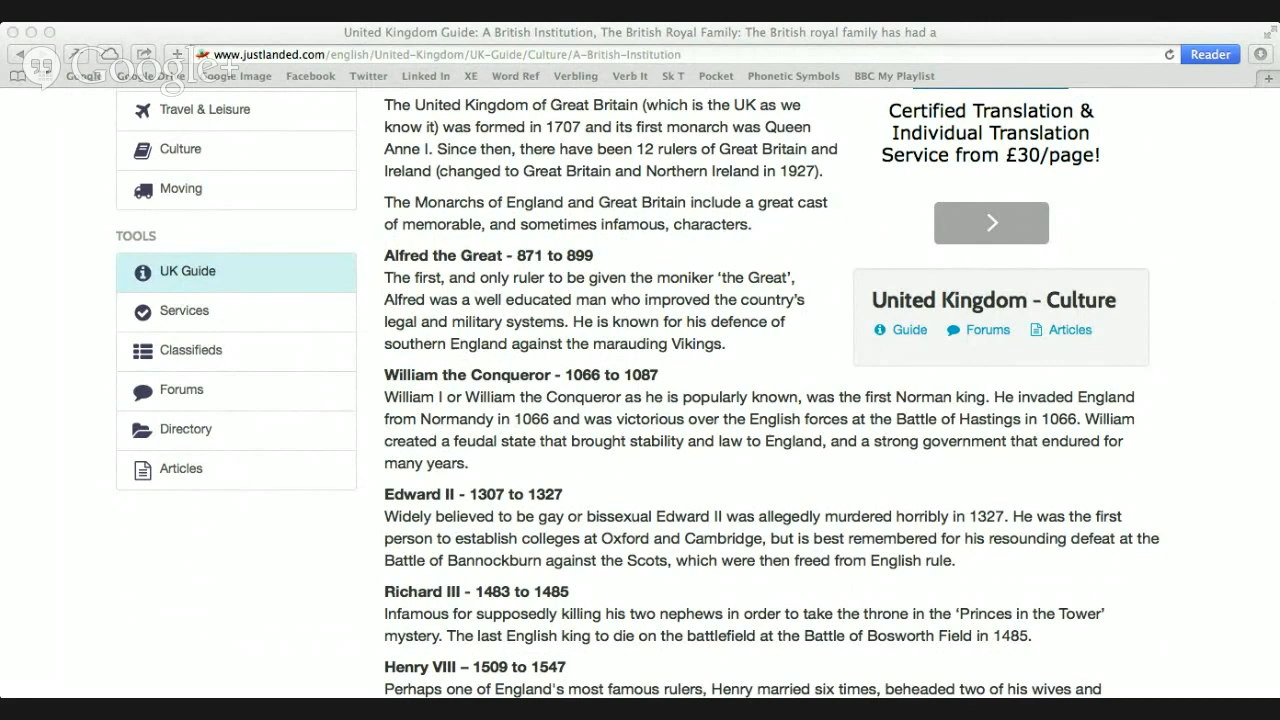 United Kingdom Guide: A British Institution, The British Royal Family: The British royal family has had a
www.justlanded.com/english/United-Kingdom/UK-Guide/Culture/A-British-Institution
Reader
Google+
Google Drive Google Image Facebook Twitter Linked In XE Word Ref Verbling Verb It Sk T Pocket Phonetic Symbols BBC My Playlist
Travel & Leisure
Culture
Moving
TOOLS
UK Guide
Services
Classifieds
Forums
Directory
Articles
The United Kingdom of Great Britain (which is the UK as we
know it) was formed in 1707 and its first monarch was Queen
Anne I. Since then, there have been 12 rulers of Great Britain and
Ireland (changed to Great Britain and Northern Ireland in 1927).
The Monarchs of England and Great Britain include a great cast
of memorable, and sometimes infamous, characters.
Alfred the Great - 871 to 899
The first, and only ruler to be given the moniker ‘the Great’,
Alfred was a well educated man who improved the country’s
legal and military systems. He is known for his defence of
southern England against the marauding Vikings.
William the Conqueror - 1066 to 1087
William I or William the Conqueror as he is popularly known, was the first Norman king. He invaded England
from Normandy in 1066 and was victorious over the English forces at the Battle of Hastings in 1066. William
created a feudal state that brought stability and law to England, and a strong government that endured for
many years.
Edward II - 1307 to 1327
Widely believed to be gay or bissexual Edward II was allegedly murdered horribly in 1327. He was the first
person to establish colleges at Oxford and Cambridge, but is best remembered for his resounding defeat at the
Battle of Bannockburn against the Scots, which were then freed from English rule.
Richard III - 1483 to 1485
Infamous for supposedly killing his two nephews in order to take the throne in the ‘Princes in the Tower’
mystery. The last English king to die on the battlefield at the Battle of Bosworth Field in 1485.
Henry VIII – 1509 to 1547
Perhaps one of England's most famous rulers, Henry married six times, beheaded two of his wives and
Certified Translation &
Individual Translation
Service from £30/page!
United Kingdom - Culture
Guide Forums Articles